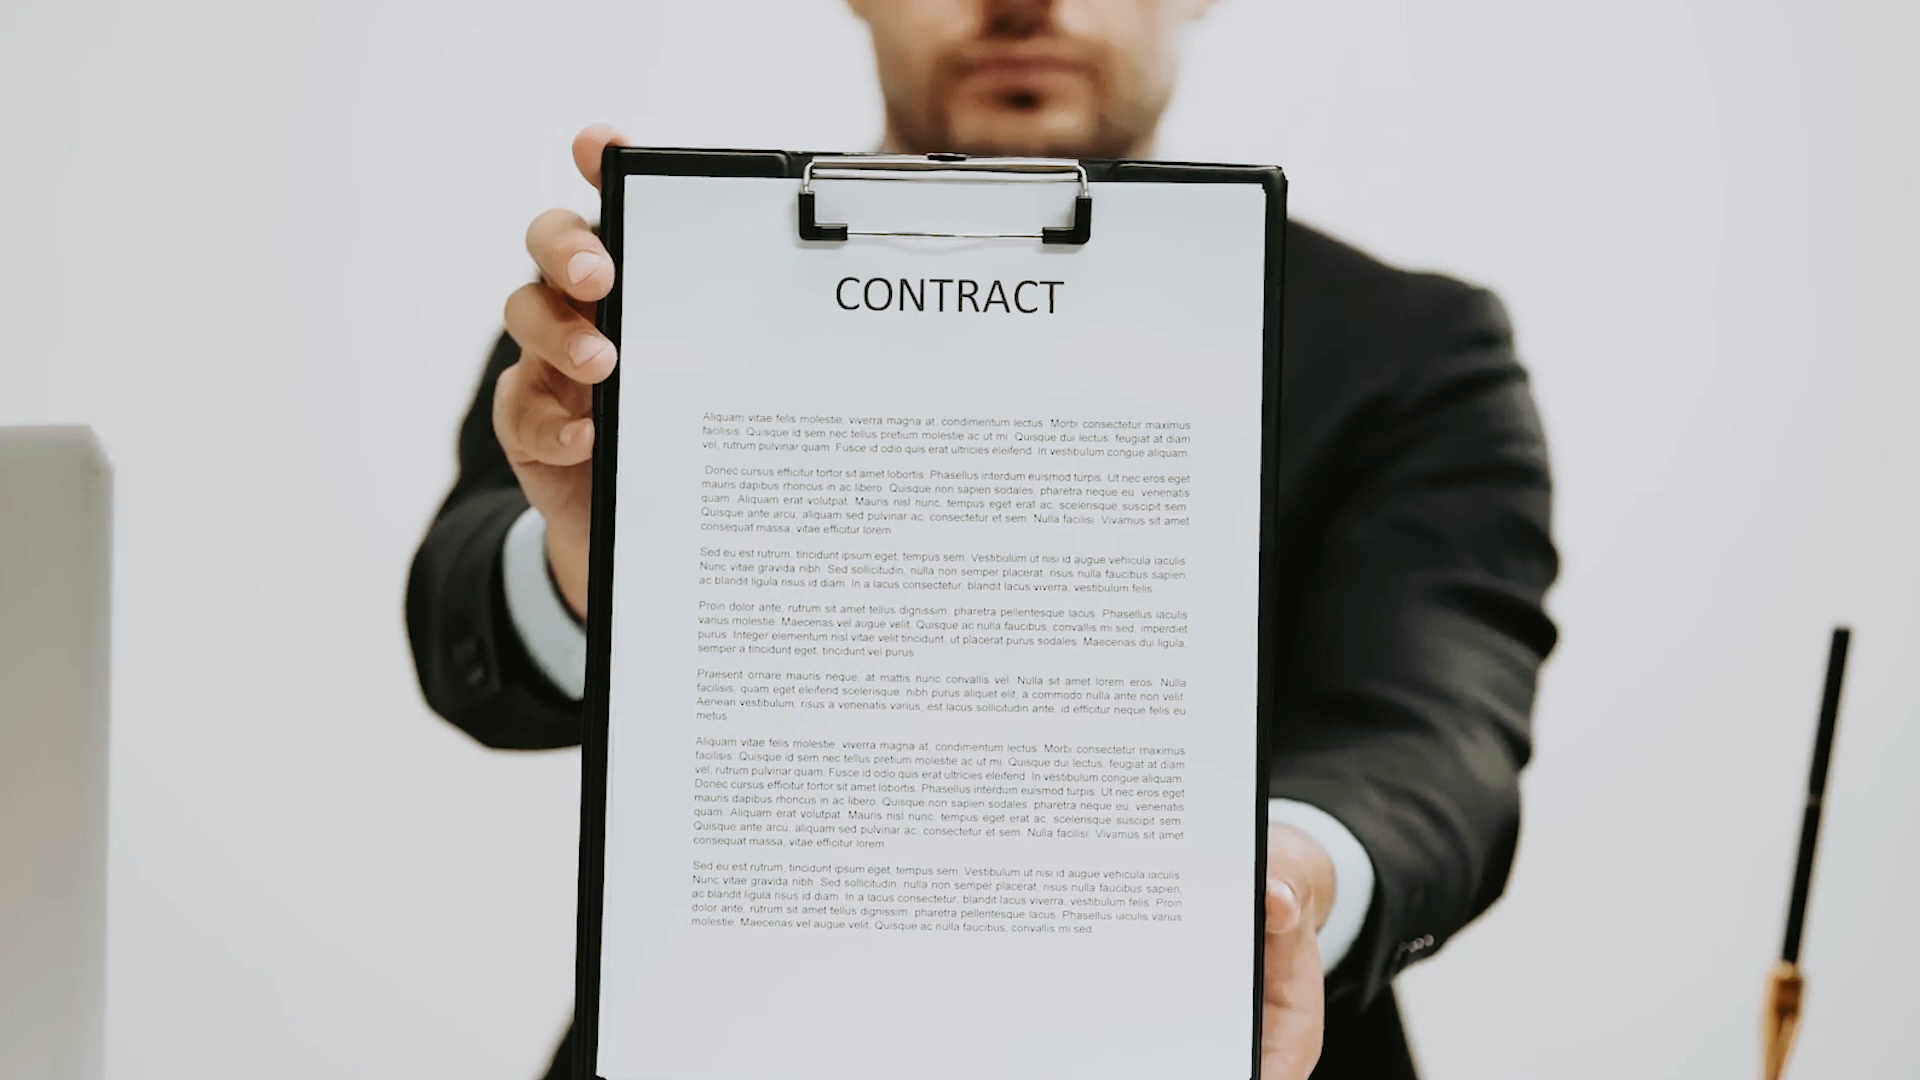 CONTRACT
Aliquam vitae felis molestie, viverra magna at, condimentum lectus. Morbi consectetur maximus
facilisis. Quisque id sem nec tellus pretium molestie ac ut mi. Quisque dui lectus, feugiat at diam
vel, rutrum pulvinar quam. Fusce id odio quis erat ultricies eleifend. In vestibulum congue aliquam.
Donec cursus efficitur tortor sit amet lobortis. Phasellus interdum euismod turpis. Ut nec eros eget
mauris dapibus rhoncus in ac libero. Quisque non sapien sodales, pharetra neque eu, venenatis
quam. Aliquam erat volutpat. Mauris nisl nunc, tempus eget erat ac, scelerisque suscipit sem.
Quisque ante arcu, aliquam sed pulvinar ac, consectetur et sem. Nulla facilisi. Vivamus sit amet
consequat massa, vitae efficitur lorem.
Sed eu est rutrum, tincidunt ipsum eget, tempus sem. Vestibulum ut nisi id augue vehicula iaculis.
Nunc vitae gravida nibh. Sed sollicitudin, nulla non semper placerat, risus nulla faucibus sapien,
ac blandit ligula risus id diam. In a lacus consectetur, blandit lacus viverra, vestibulum felis.
Proin dolor ante, rutrum sit amet tellus dignissim, pharetra pellentesque lacus. Phasellus iaculis
varius molestie. Maecenas vel augue velit. Quisque ac nulla faucibus, convallis mi sed, imperdiet
purus. Integer elementum nisl vitae velit tincidunt, ut placerat purus sodales. Maecenas dui ligula,
semper a tincidunt eget, tincidunt vel purus.
Praesent ornare mauris neque, at mattis nunc convallis vel. Nulla sit amet lorem eros. Nulla
facilisis, quam eget eleifend scelerisque, nibh purus aliquet elit, a commodo nulla ante non velit.
Aenean vestibulum, risus a venenatis varius, est lacus sollicitudin ante, id efficitur neque felis eu
metus.
Aliquam vitae felis molestie, viverra magna at, condimentum lectus. Morbi consectetur maximus
facilisis. Quisque id sem nec tellus pretium molestie ac ut mi. Quisque dui lectus, feugiat at diam
vel, rutrum pulvinar quam. Fusce id odio quis erat ultricies eleifend. In vestibulum congue aliquam.
Donec cursus efficitur tortor sit amet lobortis. Phasellus interdum euismod turpis. Ut nec eros eget
mauris dapibus rhoncus in ac libero. Quisque non sapien sodales, pharetra neque eu, venenatis
quam. Aliquam erat volutpat. Mauris nisl nunc, tempus eget erat ac, scelerisque suscipit sem.
Quisque ante arcu, aliquam sed pulvinar ac, consectetur et sem. Nulla facilisi. Vivamus sit amet
consequat massa, vitae efficitur lorem.
Sed eu est rutrum, tincidunt ipsum eget, tempus sem. Vestibulum ut nisi id augue vehicula iaculis.
Nunc vitae gravida nibh. Sed sollicitudin, nulla non semper placerat, risus nulla faucibus sapien,
ac blandit ligula risus id diam. In a lacus consectetur, blandit lacus viverra, vestibulum felis. Proin
dolor ante, rutrum sit amet tellus dignissim, pharetra pellentesque lacus. Phasellus iaculis varius
molestie. Maecenas vel augue velit. Quisque ac nulla faucibus, convallis mi sed.